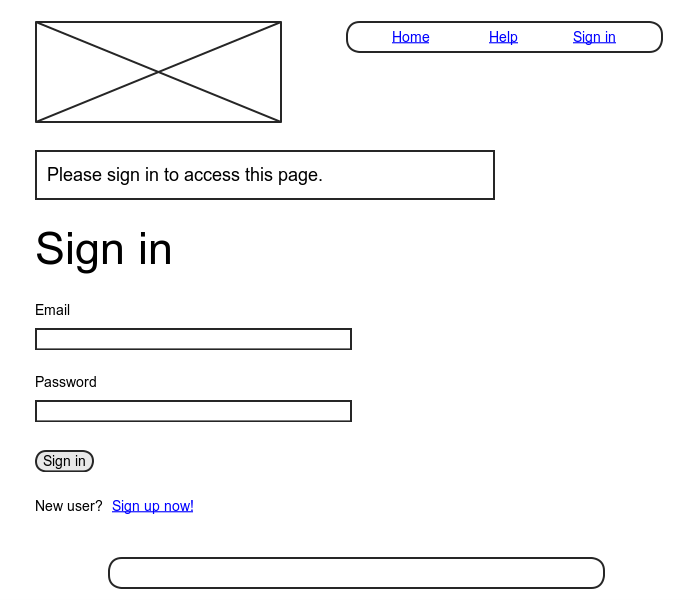 Home Help Sign in
Please sign in to access this page.
Sign in
Email
Password
Sign in
New user? Sign up now!